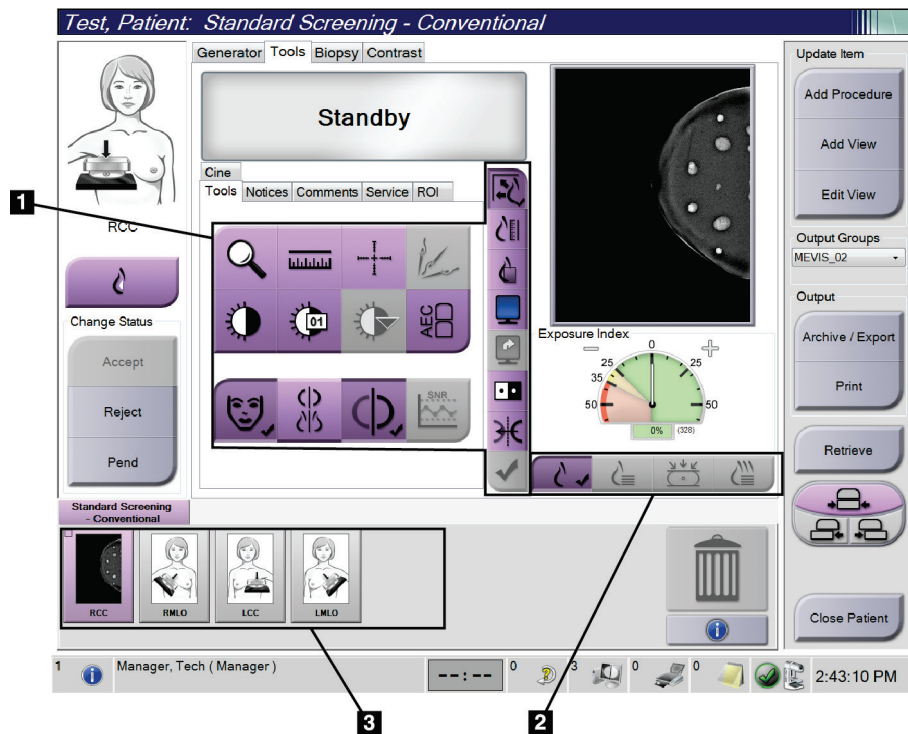 Test, Patient: Standard Screening - Conventional
Generator Tools Biopsy Contrast
Standby
Cine
Tools Notices Comments Service ROI
1
RCC
Change Status
Accept
Reject
Pend
01
AEC
SNR
Exposure Index
0
25 25
35
50 50
0% (328)
Update Item
Add Procedure
Add View
Edit View
Output Groups
MEVIS_02
Output
Archive / Export
Print
Retrieve
Close Patient
Standard Screening
- Conventional
RCC RMLO LCC LMLO
1 Manager, Tech ( Manager ) --:-- 0 3 0 0 2:43:10 PM
3 2